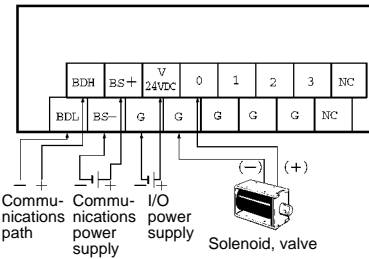 BDH BS+ V 24VDC 0 1 2 3 NC
BDL BS− G G G G G NC
(−) (+)
− + − + − +
Commu-
nications
path
Commu-
nications
power
supply
I/O
power
supply
Solenoid, valve